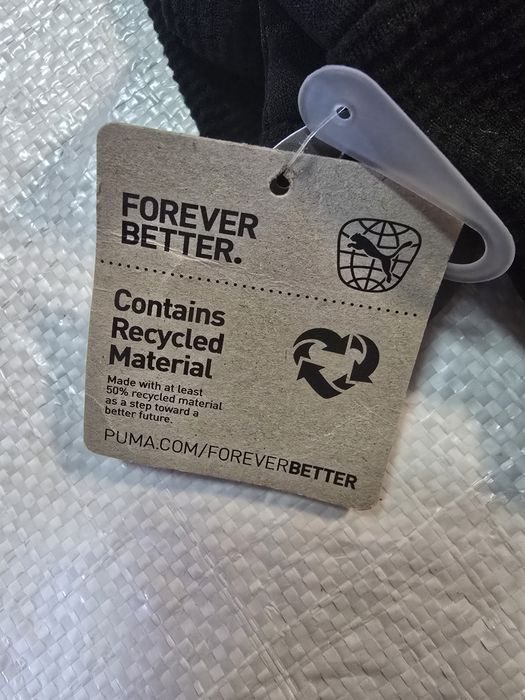 FOREVER
BETTER.
Contains
Recycled
Material
Made with at least
50% recycled material
as a step toward a
better future.
PUMA.COM/FOREVERBETTER